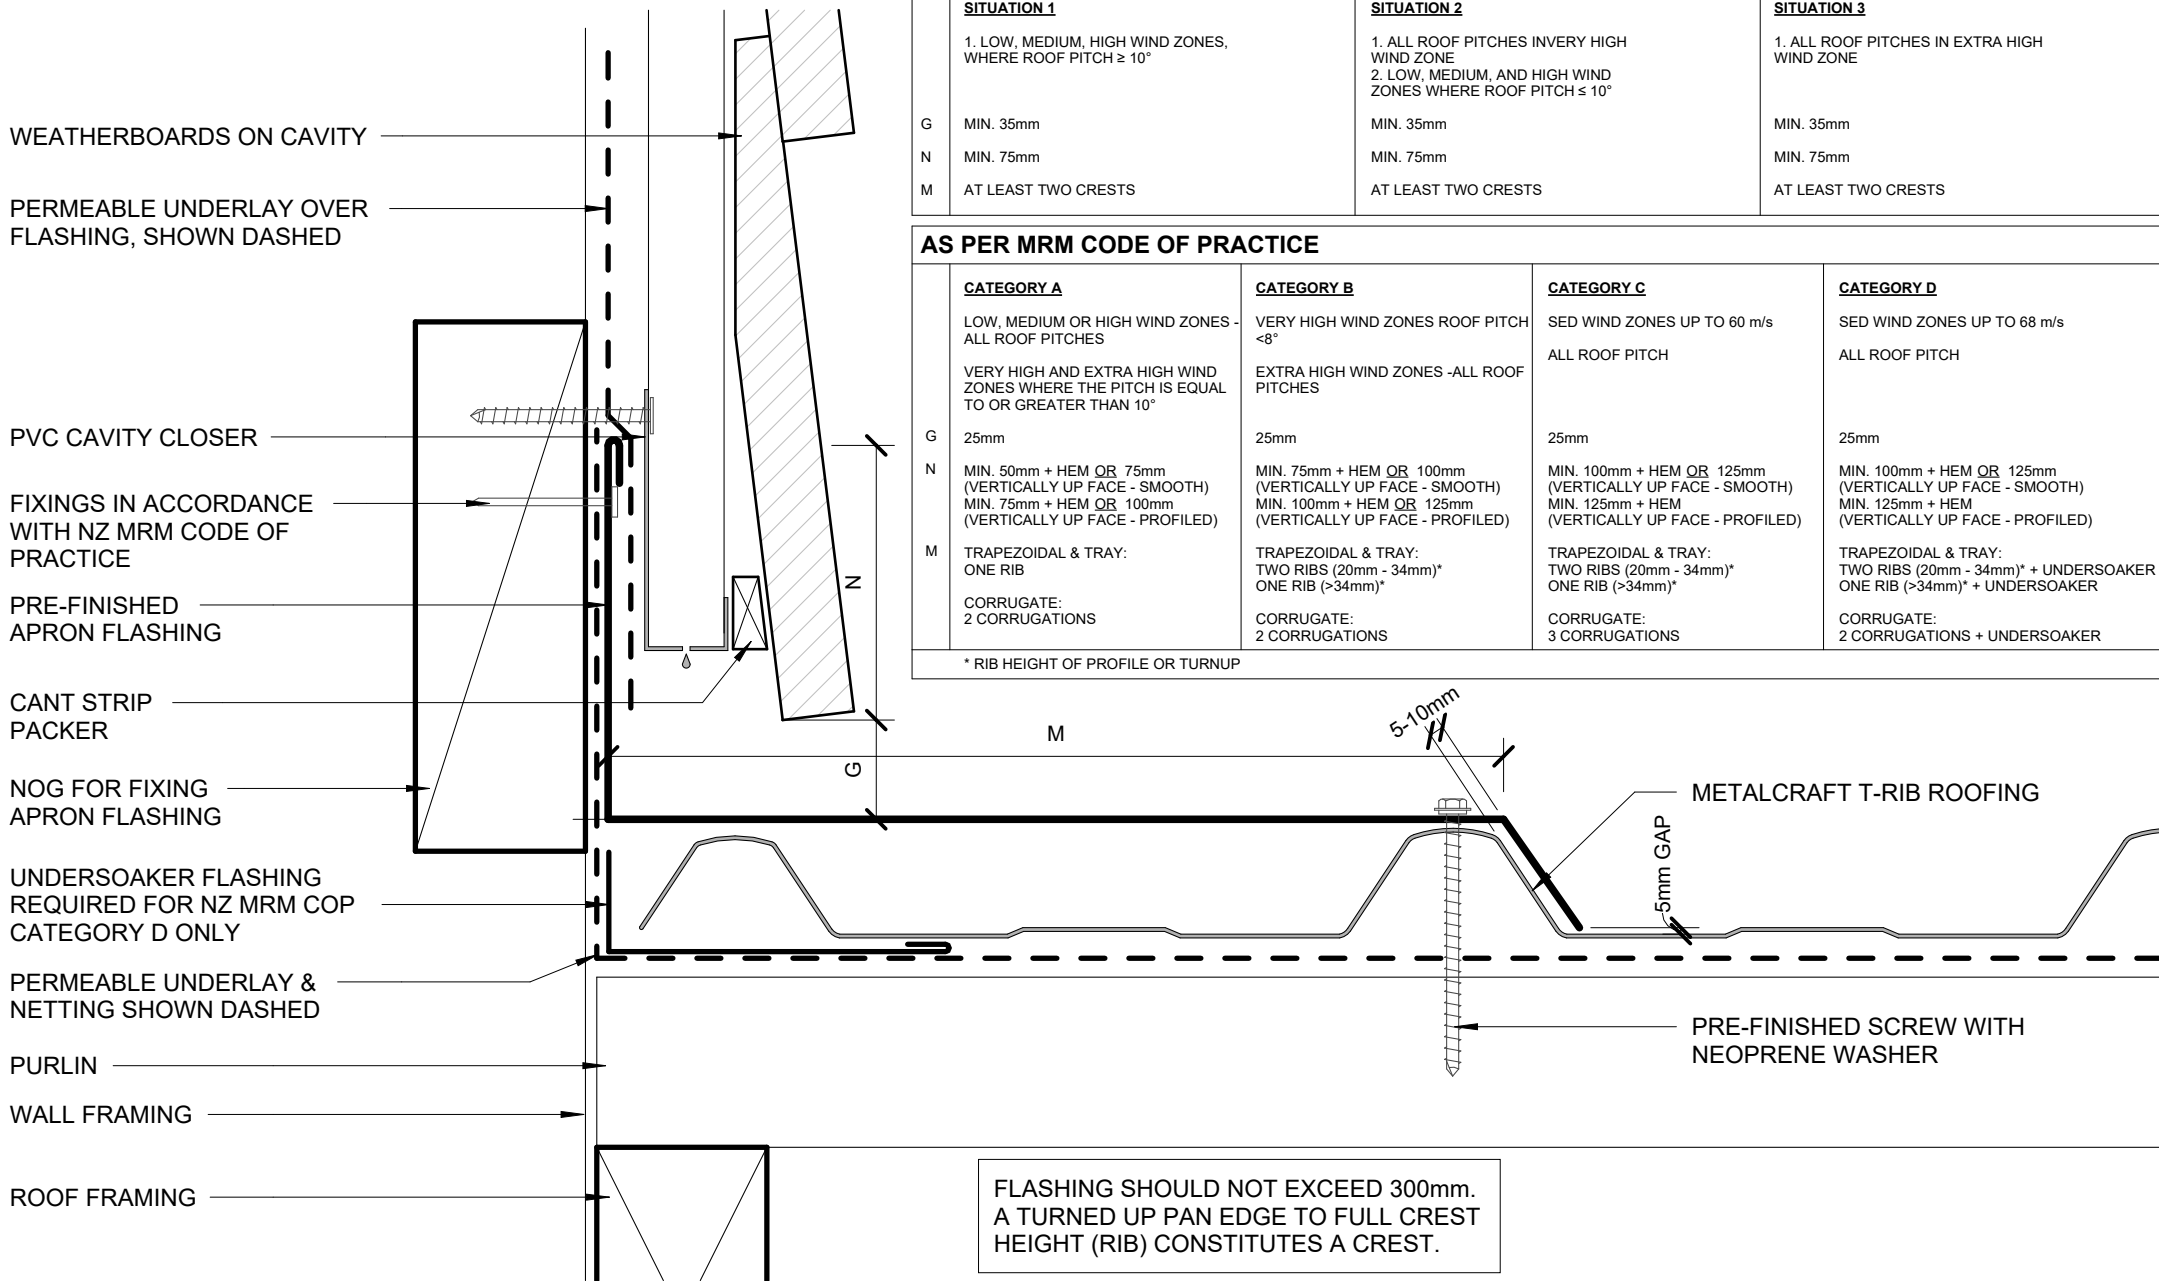 SITUATION 1
1. LOW, MEDIUM, HIGH WIND ZONES,
WHERE ROOF PITCH ≥ 10°
SITUATION 2
1. ALL ROOF PITCHES INVERY HIGH
WIND ZONE
2. LOW, MEDIUM, AND HIGH WIND
ZONES WHERE ROOF PITCH ≤ 10°
SITUATION 3
1. ALL ROOF PITCHES IN EXTRA HIGH
WIND ZONE
G MIN. 35mm MIN. 35mm MIN. 35mm
N MIN. 75mm MIN. 75mm MIN. 75mm
M AT LEAST TWO CRESTS AT LEAST TWO CRESTS AT LEAST TWO CRESTS
AS PER MRM CODE OF PRACTICE
CATEGORY A
LOW, MEDIUM OR HIGH WIND ZONES -
ALL ROOF PITCHES
VERY HIGH AND EXTRA HIGH WIND
ZONES WHERE THE PITCH IS EQUAL
TO OR GREATER THAN 10°
G
25mm
N
MIN. 50mm + HEM OR 75mm
(VERTICALLY UP FACE - SMOOTH)
MIN. 75mm + HEM OR 100mm
(VERTICALLY UP FACE - PROFILED)
M
TRAPEZOIDAL & TRAY:
ONE RIB
CORRUGATE:
2 CORRUGATIONS
CATEGORY B
VERY HIGH WIND ZONES ROOF PITCH
<8°
EXTRA HIGH WIND ZONES -ALL ROOF
PITCHES
25mm
MIN. 75mm + HEM OR 100mm
(VERTICALLY UP FACE - SMOOTH)
MIN. 100mm + HEM OR 125mm
(VERTICALLY UP FACE - PROFILED)
TRAPEZOIDAL & TRAY:
TWO RIBS (20mm - 34mm)*
ONE RIB (>34mm)*
CORRUGATE:
2 CORRUGATIONS
CATEGORY C
SED WIND ZONES UP TO 60 m/s
ALL ROOF PITCH
25mm
MIN. 100mm + HEM OR 125mm
(VERTICALLY UP FACE - SMOOTH)
MIN. 125mm + HEM
(VERTICALLY UP FACE - PROFILED)
TRAPEZOIDAL & TRAY:
TWO RIBS (20mm - 34mm)*
ONE RIB (>34mm)*
CORRUGATE:
3 CORRUGATIONS
CATEGORY D
SED WIND ZONES UP TO 68 m/s
ALL ROOF PITCH
25mm
MIN. 100mm + HEM OR 125mm
(VERTICALLY UP FACE - SMOOTH)
MIN. 125mm + HEM
(VERTICALLY UP FACE - PROFILED)
TRAPEZOIDAL & TRAY:
TWO RIBS (20mm - 34mm)* + UNDERSOAKER
ONE RIB (>34mm)* + UNDERSOAKER
CORRUGATE:
2 CORRUGATIONS + UNDERSOAKER
* RIB HEIGHT OF PROFILE OR TURNUP
WEATHERBOARDS ON CAVITY
PERMEABLE UNDERLAY OVER
FLASHING, SHOWN DASHED
PVC CAVITY CLOSER
FIXINGS IN ACCORDANCE
WITH NZ MRM CODE OF
PRACTICE
PRE-FINISHED
APRON FLASHING
CANT STRIP
PACKER
NOG FOR FIXING
APRON FLASHING
UNDERSOAKER FLASHING
REQUIRED FOR NZ MRM COP
CATEGORY D ONLY
PERMEABLE UNDERLAY &
NETTING SHOWN DASHED
PURLIN
WALL FRAMING
ROOF FRAMING
N
G
M
5-10mm
METALCRAFT T-RIB ROOFING
5mm GAP
PRE-FINISHED SCREW WITH
NEOPRENE WASHER
FLASHING SHOULD NOT EXCEED 300mm.
A TURNED UP PAN EDGE TO FULL CREST
HEIGHT (RIB) CONSTITUTES A CREST.